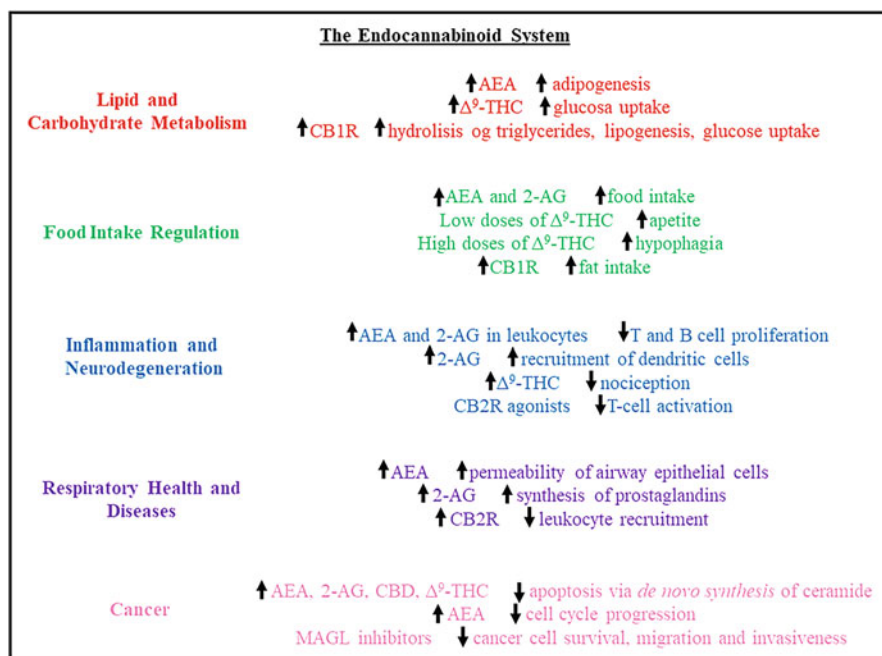 The Endocannabinoid System
Lipid and
Carbohydrate Metabolism
↑AEA ↑adipogenesis
↑Δ⁹-THC ↑glucosa uptake
↑CB1R ↑hydrolisis og triglycerides, lipogenesis, glucose uptake
Food Intake Regulation
↑AEA and 2-AG ↑food intake
Low doses of Δ⁹-THC ↑apetite
High doses of Δ⁹-THC ↑hypophagia
↑CB1R ↑fat intake
Inflammation and
Neurodegeneration
↑AEA and 2-AG in leukocytes ↓T and B cell proliferation
↑2-AG ↑recruitment of dendritic cells
↑Δ⁹-THC ↓nociception
CB2R agonists ↓T-cell activation
Respiratory Health and
Diseases
↑AEA ↑permeability of airway epithelial cells
↑2-AG ↑synthesis of prostaglandins
↑CB2R ↓leukocyte recruitment
Cancer
↑AEA, 2-AG, CBD, Δ⁹-THC ↓apoptosis via de novo synthesis of ceramide
↑AEA ↓cell cycle progression
MAGL inhibitors ↓cancer cell survival, migration and invasiveness